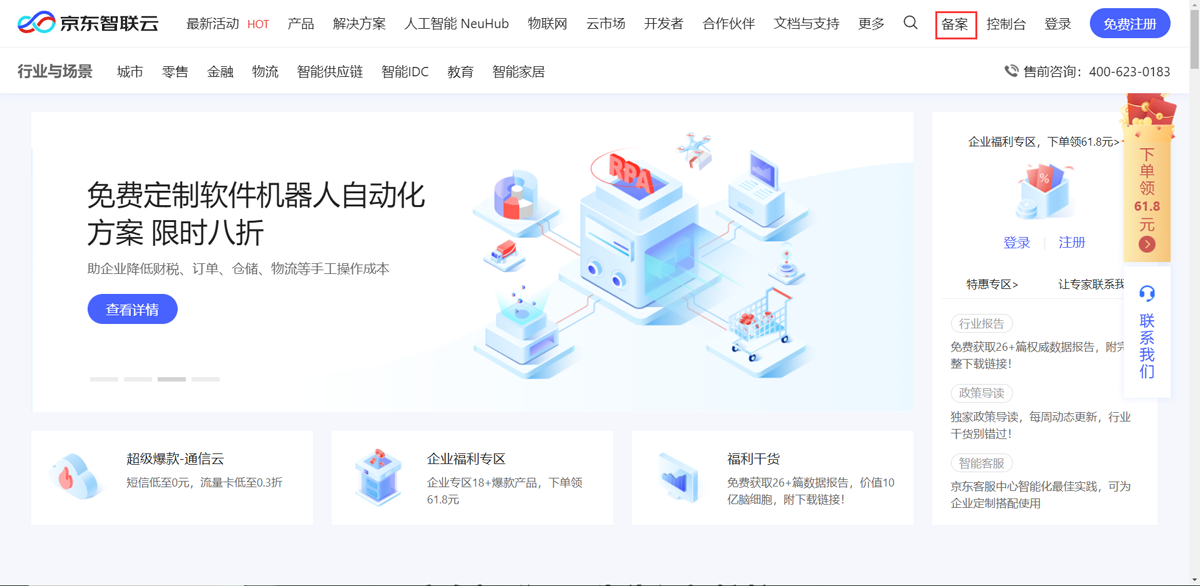 京东智联云
最新活动 HOT 产品 解决方案 人工智能 NeuHub 物联网 云市场 开发者 合作伙伴 文档与支持 更多 备案 控制台 登录 免费注册
行业与场景 城市 零售 金融 物流 智能供应链 智能IDC 教育 智能家居 售前咨询：400-623-0183
免费定制软件机器人自动化
方案 限时八折
助企业降低财税、订单、仓储、物流等手工操作成本
查看详情
RPA
企业福利专区，下单领61.8元>
%
登录 注册
特惠专区> 让专家联系我
行业报告
免费获取26+篇权威数据报告，附完
整下载链接！
政策导读
独家政策导读，每周动态更新，行业
干货别错过！
智能客服
京东客服中心智能化最佳实践，可为
企业定制搭配使用
下
单
领
61.8
元
联
系
我
们
超级爆款-通信云
短信低至0元，流量卡低至0.3折
企业福利专区
企业专区18+爆款产品，下单领
61.8元
福利干货
免费获取26+篇数据报告，价值10
亿脑细胞，附下载链接！